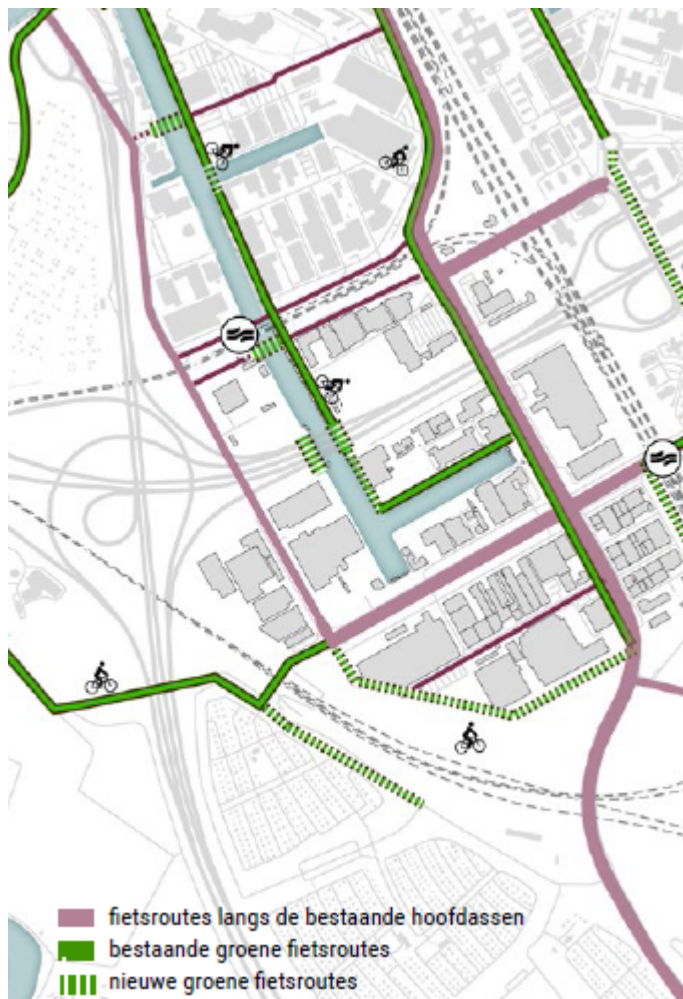 fietsroutes langs de bestaande hoofdassen
bestaande groene fietsroutes
nieuwe groene fietsroutes